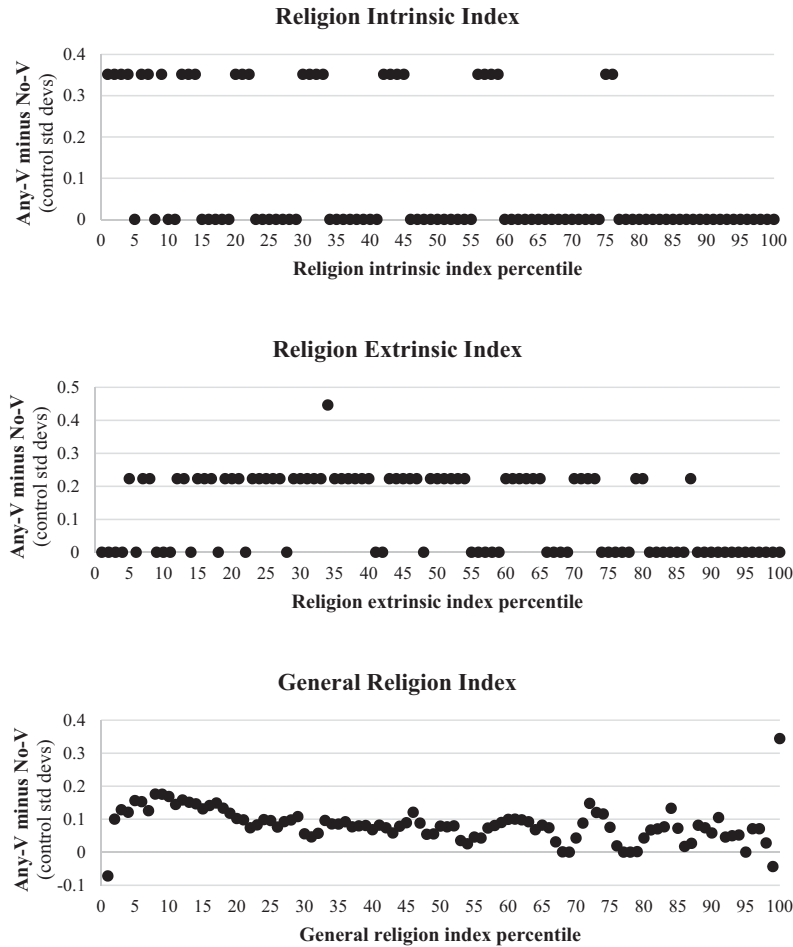 Religion Intrinsic Index
Any-V minus No-V
(control std devs)
0.4
0.3
0.2
0.1
0
0 5 10 15 20 25 30 35 40 45 50 55 60 65 70 75 80 85 90 95 100
Religion intrinsic index percentile
Religion Extrinsic Index
Any-V minus No-V
(control std devs)
0.5
0.4
0.3
0.2
0.1
0
0 5 10 15 20 25 30 35 40 45 50 55 60 65 70 75 80 85 90 95 100
Religion extrinsic index percentile
General Religion Index
Any-V minus No-V
(control std devs)
0.4
0.3
0.2
0.1
0
-0.1
0 5 10 15 20 25 30 35 40 45 50 55 60 65 70 75 80 85 90 95 100
General religion index percentile